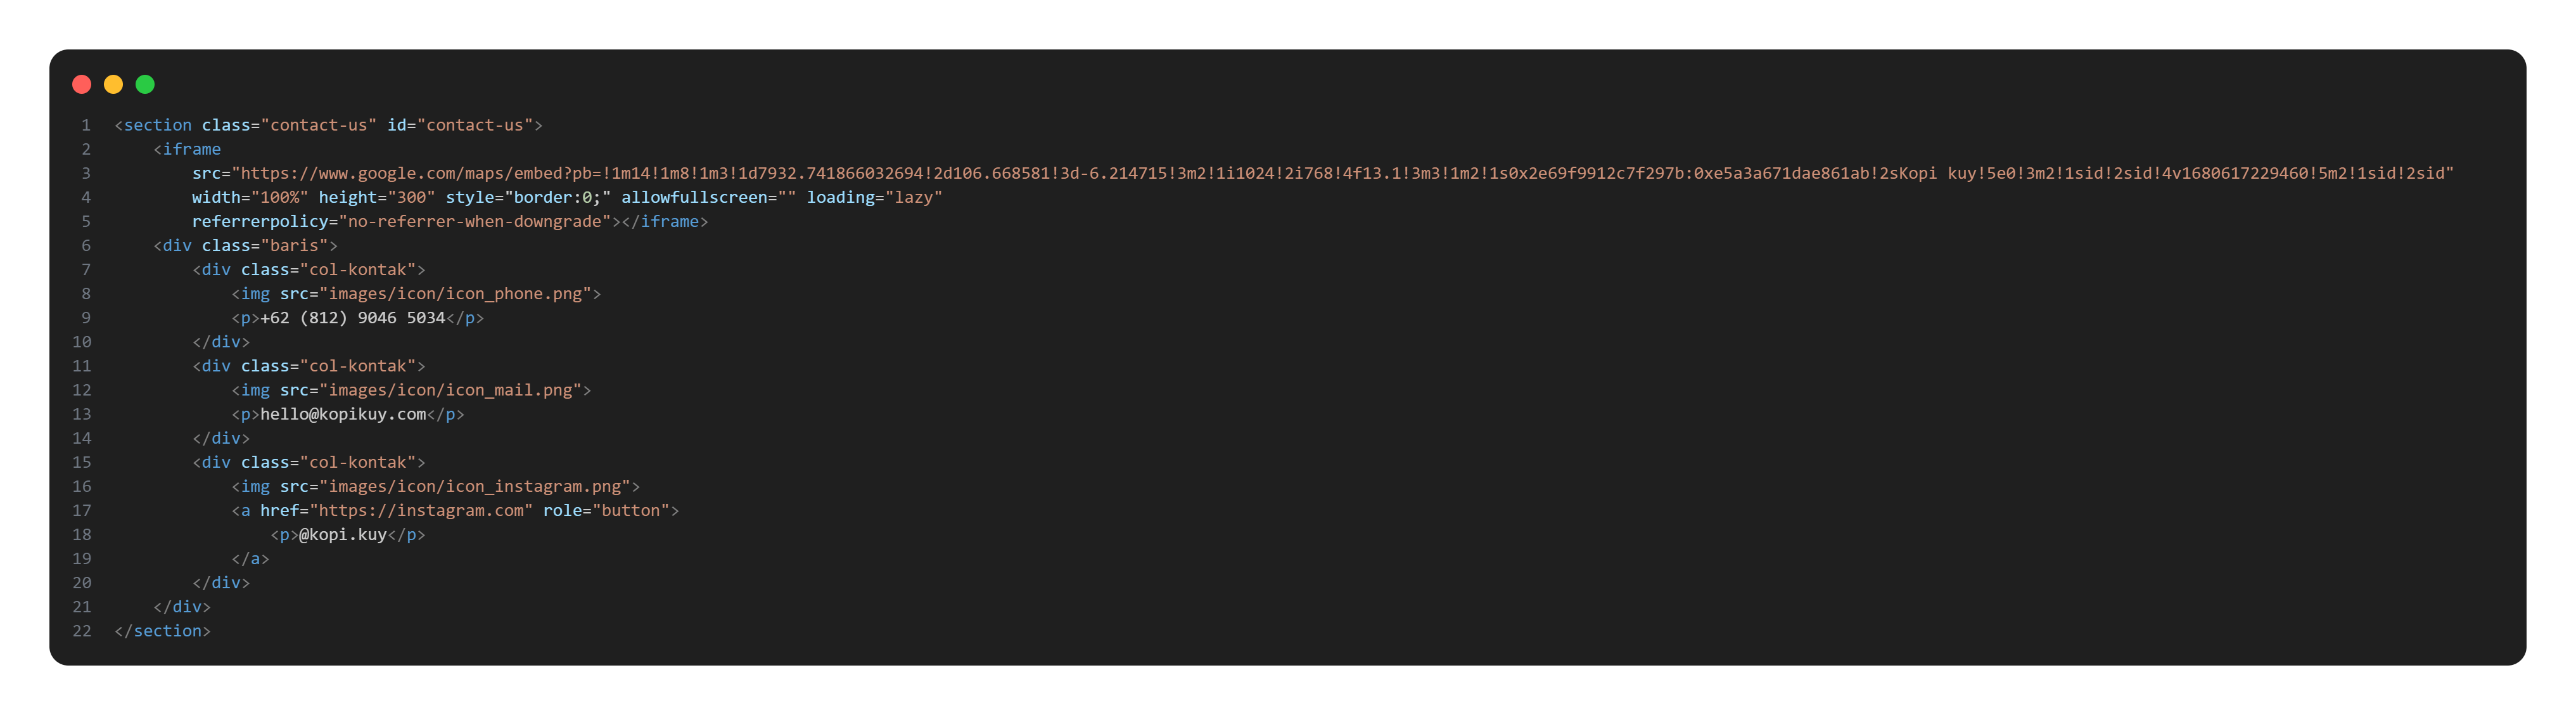 1 <section class="contact-us" id="contact-us">
2 <iframe
3 src="https://www.google.com/maps/embed?pb=!1m14!1m8!1m3!1d7932.741866032694!2d106.668581!3d-6.214715!3m2!1i1024!2i768!4f13.1!3m3!1m2!1s0x2e69f9912c7f297b:0xe5a3a671dae861ab!2sKopi kuy!5e0!3m2!1sid!2sid!4v1680617229460!5m2!1sid!2sid"
4 width="100%" height="300" style="border:0;" allowfullscreen="" loading="lazy"
5 referrerpolicy="no-referrer-when-downgrade"></iframe>
6 <div class="baris">
7 <div class="col-kontak">
8 <img src="images/icon/icon_phone.png">
9 <p>+62 (812) 9046 5034</p>
10 </div>
11 <div class="col-kontak">
12 <img src="images/icon/icon_mail.png">
13 <p>hello@kopikuy.com</p>
14 </div>
15 <div class="col-kontak">
16 <img src="images/icon/icon_instagram.png">
17 <a href="https://instagram.com" role="button">
18 <p>@kopi.kuy</p>
19 </a>
20 </div>
21 </div>
22 </section>